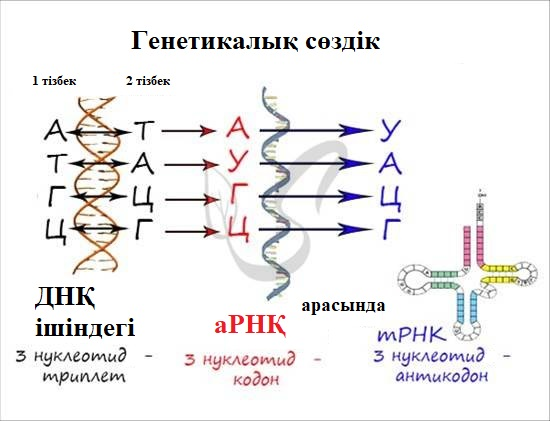 Генетикалық сөздік
1 тізбек 2 тізбек
А Т А У
Т А У А
Г Ц Г Ц
Ц Г Ц Г
ДНҚ ішіндегі
3 нуклеотид - триплет
аРНҚ
3 нуклеотид - кодон
арасында
тРНК
3 нуклеотид - антикодон